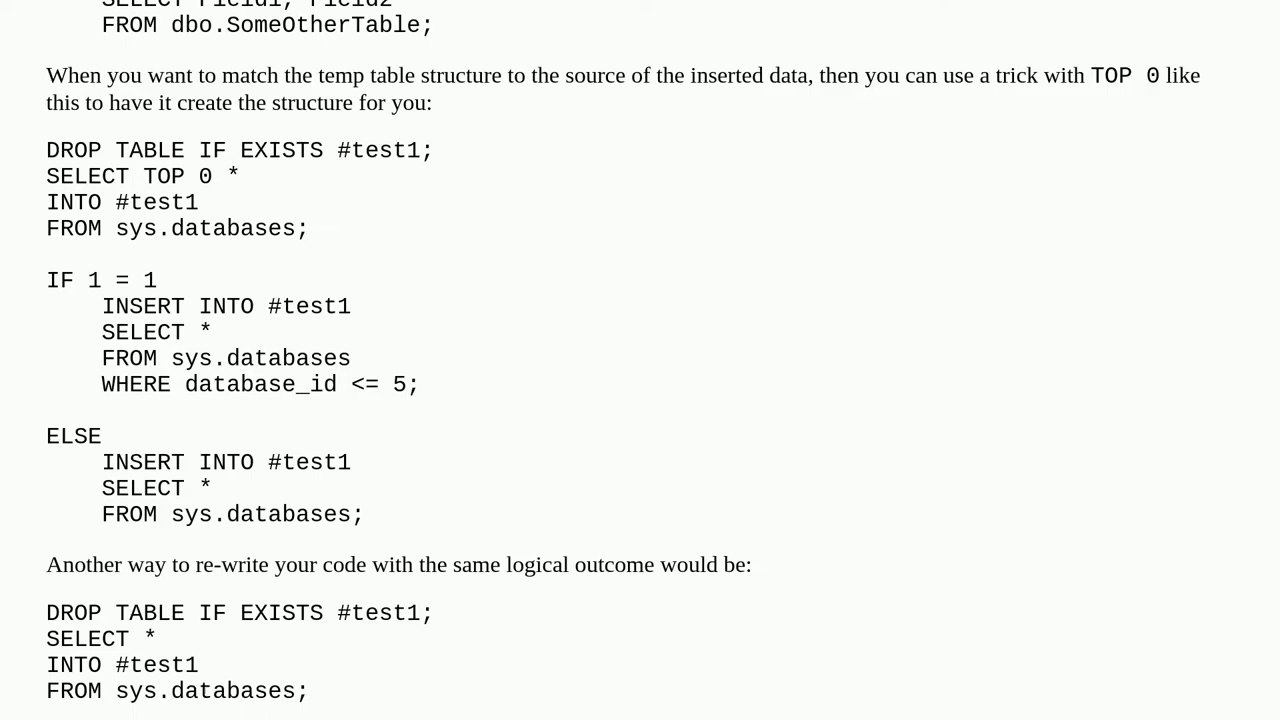 SELECT Field1, Field2
FROM dbo.SomeOtherTable;
When you want to match the temp table structure to the source of the inserted data, then you can use a trick with TOP 0 like
this to have it create the structure for you:
DROP TABLE IF EXISTS #test1;
SELECT TOP 0 *
INTO #test1
FROM sys.databases;
IF 1 = 1
INSERT INTO #test1
SELECT *
FROM sys.databases
WHERE database_id <= 5;
ELSE
INSERT INTO #test1
SELECT *
FROM sys.databases;
Another way to re-write your code with the same logical outcome would be:
DROP TABLE IF EXISTS #test1;
SELECT *
INTO #test1
FROM sys.databases;